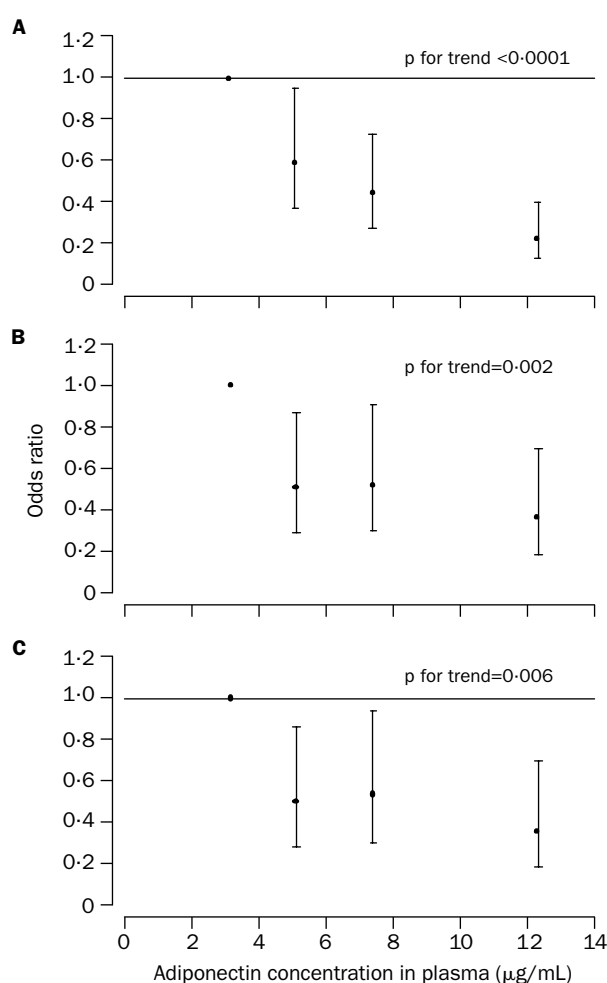 A
1·2
p for trend <0·0001
1·0
0·8
0·6
0·4
0·2
0
B
1·2
p for trend=0·002
1·0
0·8
0·6
0·4
0·2
0
Odds ratio
C
1·2
p for trend=0·006
1·0
0·8
0·6
0·4
0·2
0
0 2 4 6 8 10 12 14
Adiponectin concentration in plasma (μg/mL)